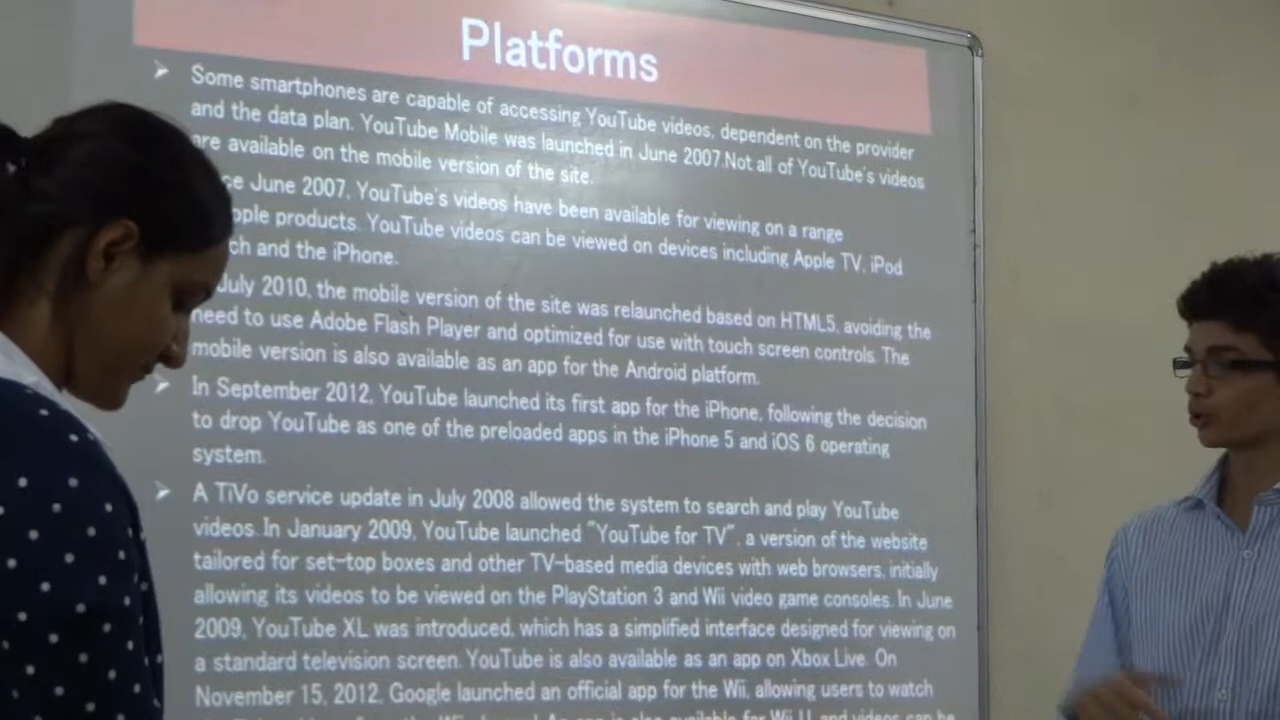 Platforms
Some smartphones are capable of accessing YouTube videos, dependent on the provider
and the data plan. YouTube Mobile was launched in June 2007.Not all of YouTube's videos
are available on the mobile version of the site.
June 2007, YouTube's videos have been available for viewing on a range
products. YouTube videos can be viewed on devices including Apple TV, iPod
and the iPhone.
July 2010, the mobile version of the site was relaunched based on HTML5, avoiding the
need to use Adobe Flash Player and optimized for use with touch screen controls. The
mobile version is also available as an app for the Android platform.
In September 2012, YouTube launched its first app for the iPhone, following the decision
to drop YouTube as one of the preloaded apps in the iPhone 5 and iOS 6 operating
system.
A TiVo service update in July 2008 allowed the system to search and play YouTube
videos. In January 2009, YouTube launched "YouTube for TV", a version of the website
tailored for set-top boxes and other TV-based media devices with web browsers, initially
allowing its videos to be viewed on the PlayStation 3 and Wii video game consoles. In June
2009, YouTube XL was introduced, which has a simplified interface designed for viewing on
a standard television screen. YouTube is also available as an app on Xbox Live. On
November 15, 2012, Google launched an official app for the Wii, allowing users to watch